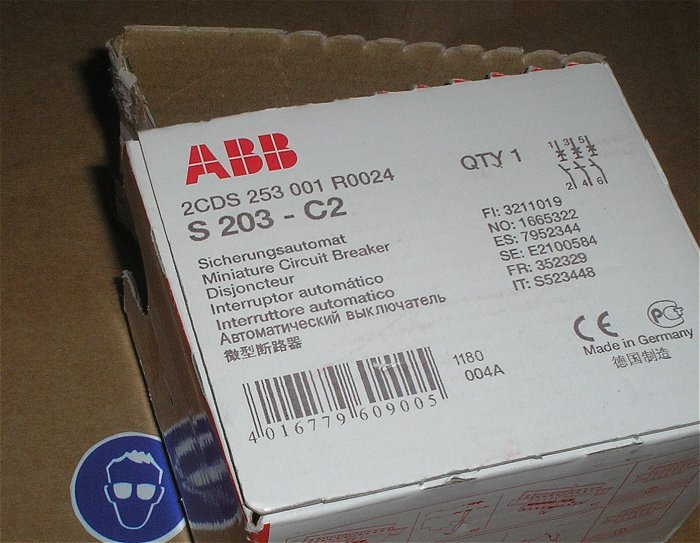 ABB
2CDS 253 001 R0024
S 203 - C2
QTY 1
1 3 5
2 4 6
Sicherungsautomat
Miniature Circuit Breaker
Disjoncteur
Interruptor automático
Interruttore automatico
Автоматический выключатель
微型断路器
FI: 3211019
NO: 1665322
ES: 7952344
SE: E2100584
FR: 352329
IT: S523448
CE
Made in Germany
德国制造
1180
004A
4 016779 609005